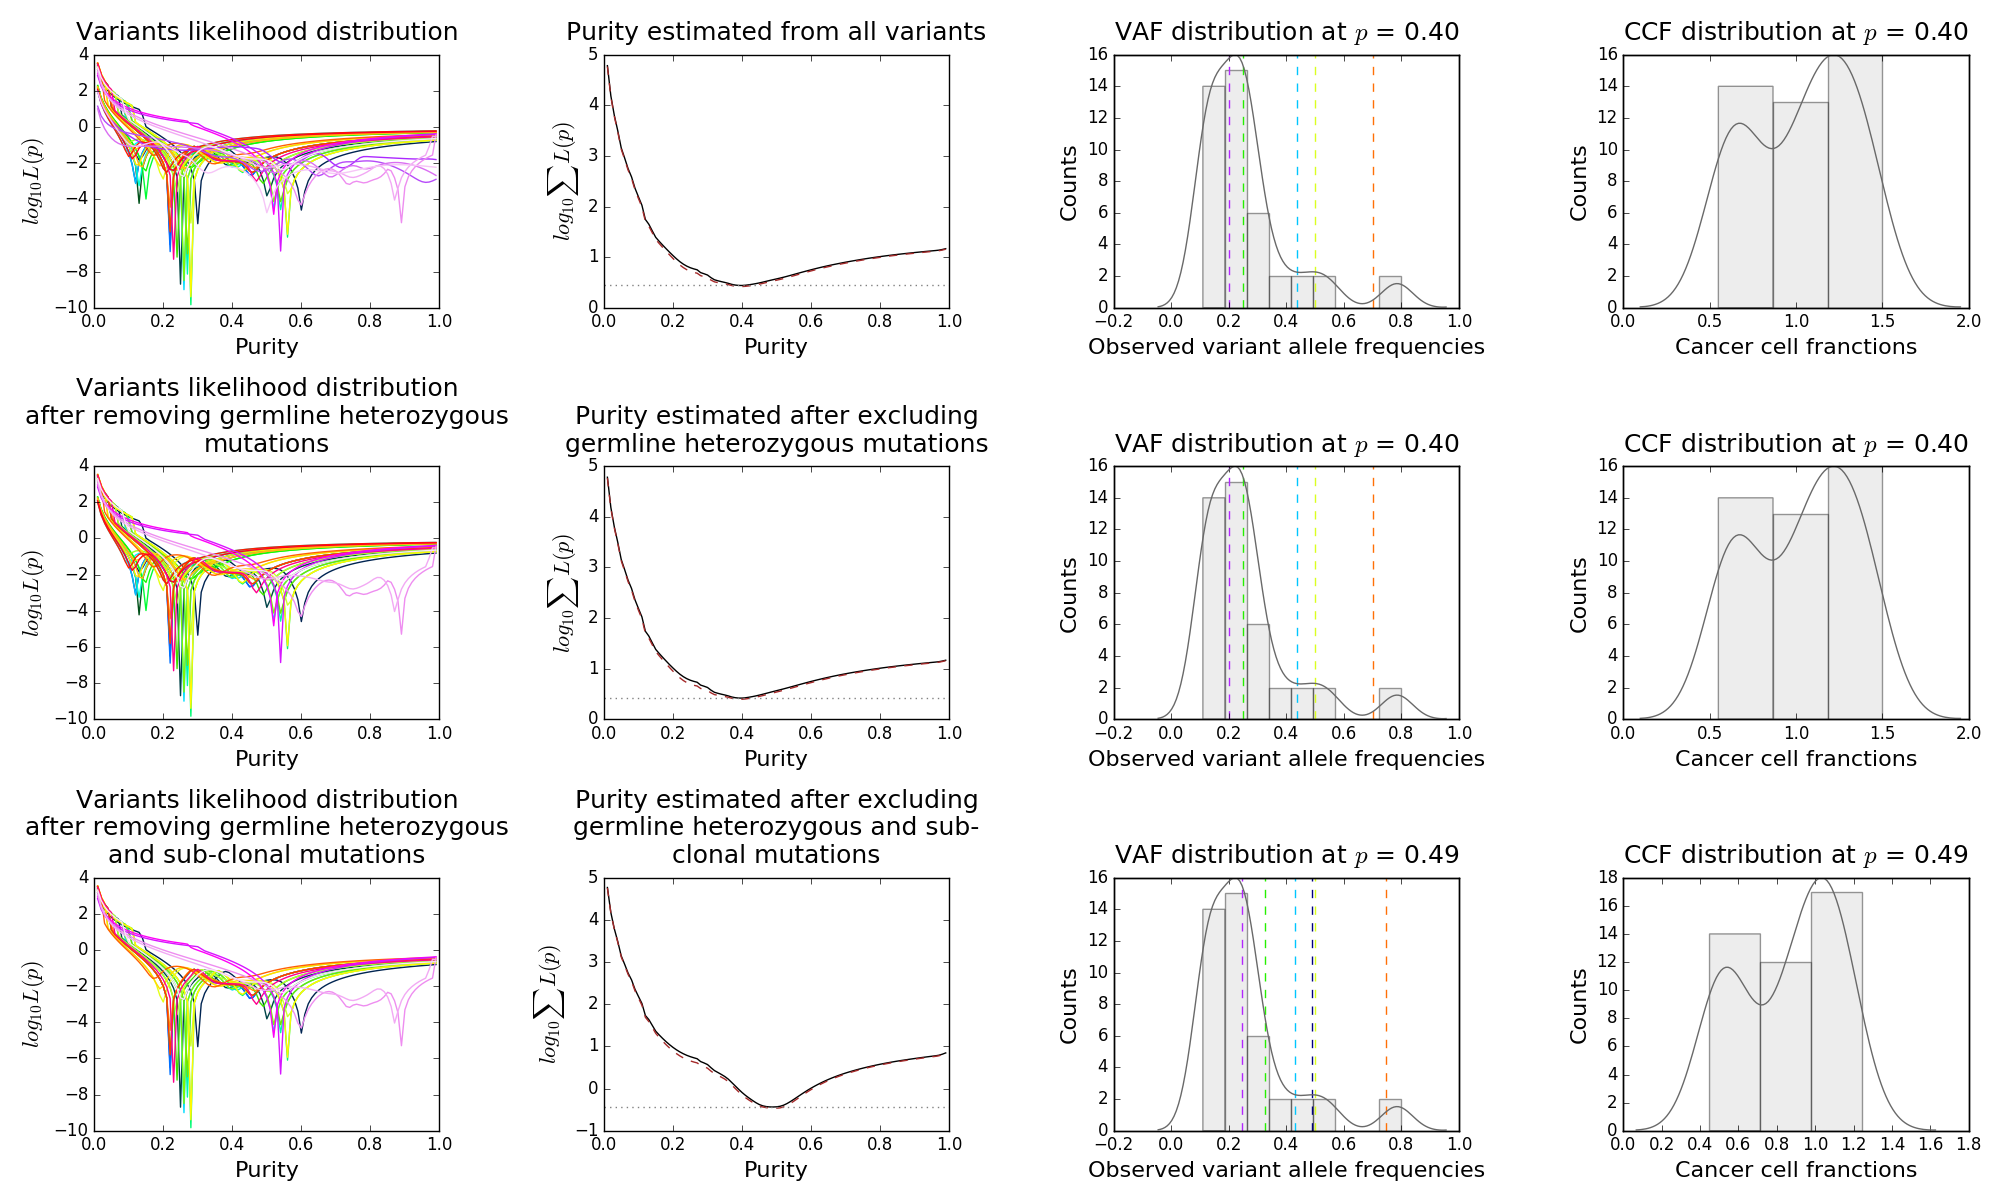 Variants likelihood distribution
4
2
0
−2
−4
−6
−8
−10
0.0 0.2 0.4 0.6 0.8 1.0
log10L(p)
Purity
Purity estimated from all variants
5
4
3
2
1
0
0.0 0.2 0.4 0.6 0.8 1.0
log10∑L(p)
Purity
VAF distribution at p = 0.40
16
14
12
10
8
6
4
2
0
−0.2 0.0 0.2 0.4 0.6 0.8 1.0
Counts
Observed variant allele frequencies
CCF distribution at p = 0.40
16
14
12
10
8
6
4
2
0
0.0 0.5 1.0 1.5 2.0
Counts
Cancer cell franctions
Variants likelihood distribution
after removing germline heterozygous
mutations
4
2
0
−2
−4
−6
−8
−10
0.0 0.2 0.4 0.6 0.8 1.0
log10L(p)
Purity
Purity estimated after excluding
germline heterozygous mutations
5
4
3
2
1
0
0.0 0.2 0.4 0.6 0.8 1.0
log10∑L(p)
Purity
VAF distribution at p = 0.40
16
14
12
10
8
6
4
2
0
−0.2 0.0 0.2 0.4 0.6 0.8 1.0
Counts
Observed variant allele frequencies
CCF distribution at p = 0.40
16
14
12
10
8
6
4
2
0
0.0 0.5 1.0 1.5 2.0
Counts
Cancer cell franctions
Variants likelihood distribution
after removing germline heterozygous
and sub-clonal mutations
4
2
0
−2
−4
−6
−8
−10
0.0 0.2 0.4 0.6 0.8 1.0
log10L(p)
Purity
Purity estimated after excluding
germline heterozygous and sub-
clonal mutations
5
4
3
2
1
0
−1
0.0 0.2 0.4 0.6 0.8 1.0
log10∑L(p)
Purity
VAF distribution at p = 0.49
16
14
12
10
8
6
4
2
0
−0.2 0.0 0.2 0.4 0.6 0.8 1.0
Counts
Observed variant allele frequencies
CCF distribution at p = 0.49
18
16
14
12
10
8
6
4
2
0
0.0 0.2 0.4 0.6 0.8 1.0 1.2 1.4 1.6 1.8
Counts
Cancer cell franctions